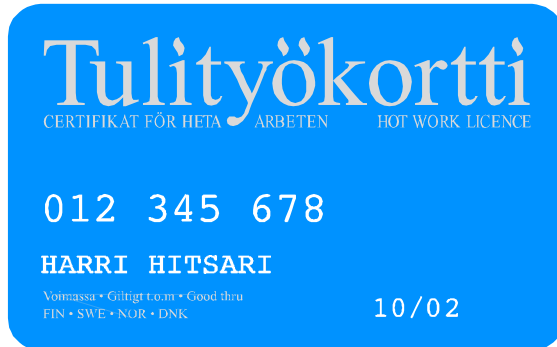 Tulityökortti
CERTIFIKAT FÖR HETA ARBETEN HOT WORK LICENCE
012 345 678
HARRI HITSARI
Voimassa • Giltigt t.o.m • Good thru
FIN • SWE • NOR • DNK
10/02